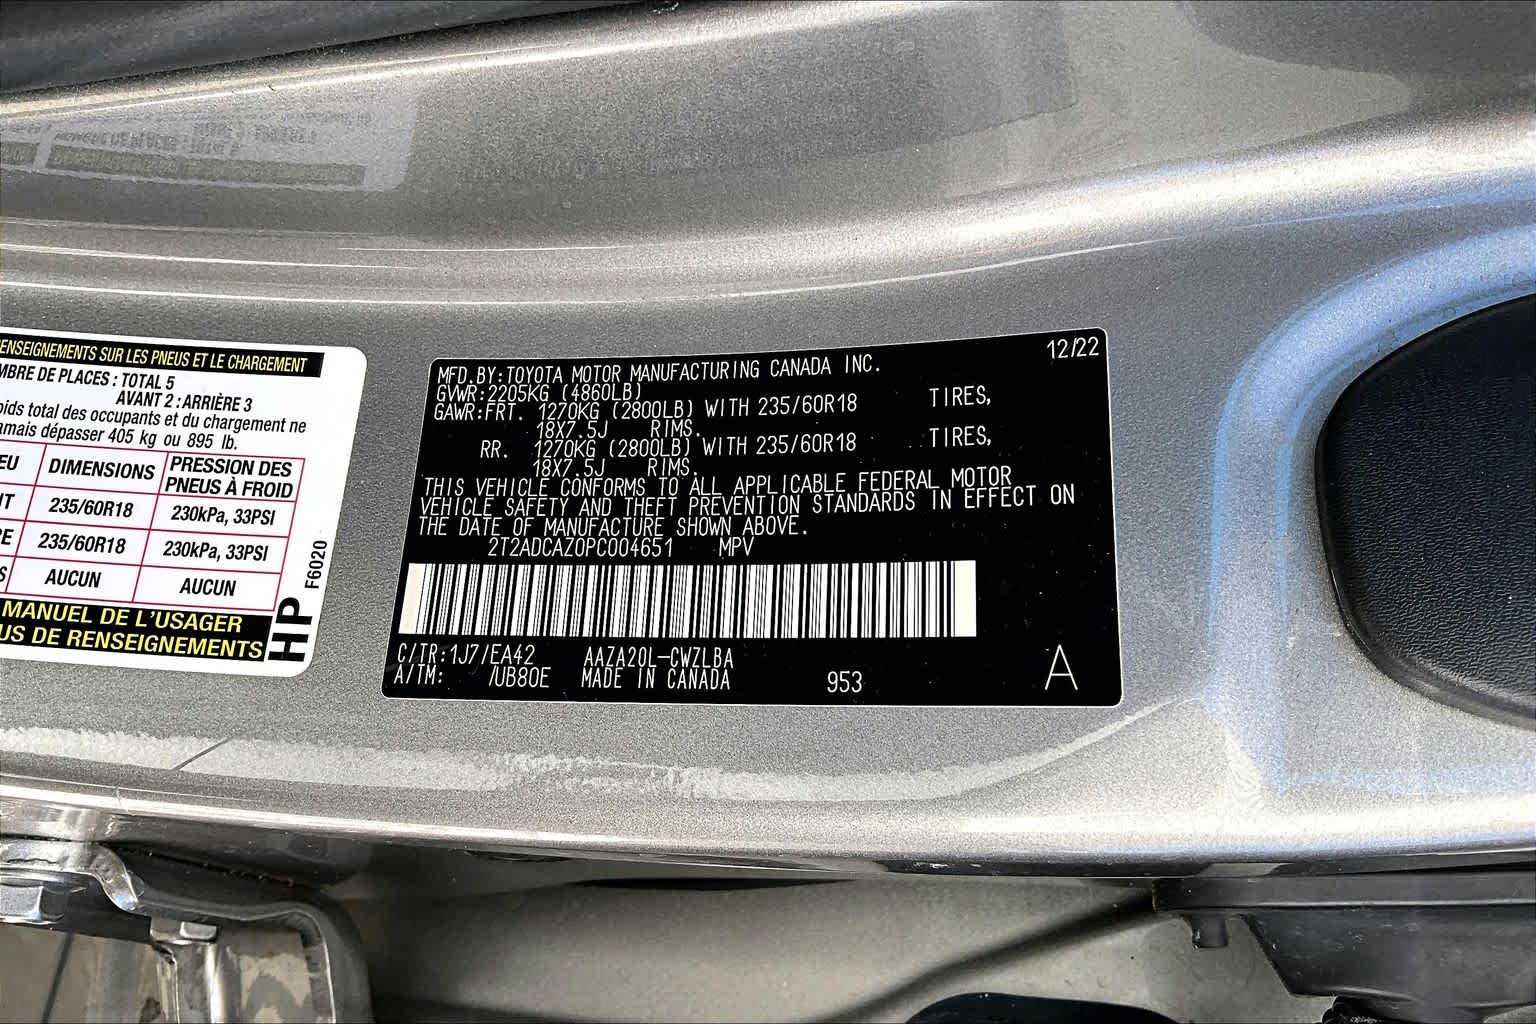 ENSEIGNEMENTS SUR LES PNEUS ET LE CHARGEMENT
MBRE DE PLACES : TOTAL 5
AVANT 2 : ARRIÈRE 3
oids total des occupants et du chargement ne
amais dépasser 405 kg ou 895 lb.
EU DIMENSIONS PRESSION DES PNEUS À FROID
T 235/60R18 230kPa, 33PSI
E 235/60R18 230kPa, 33PSI
S AUCUN AUCUN
MANUEL DE L'USAGER
US DE RENSEIGNEMENTS
HP F6020
12/22
MFD.BY:TOYOTA MOTOR MANUFACTURING CANADA INC.
GVWR:2205KG (4860LB)
GAWR:FRT. 1270KG (2800LB) WITH 235/60R18 TIRES,
18X7.5J RIMS.
RR. 1270KG (2800LB) WITH 235/60R18 TIRES,
18X7.5J RIMS.
THIS VEHICLE CONFORMS TO ALL APPLICABLE FEDERAL MOTOR
VEHICLE SAFETY AND THEFT PREVENTION STANDARDS IN EFFECT ON
THE DATE OF MANUFACTURE SHOWN ABOVE.
2T2ADCAZ0PC004651 MPV
C/TR:1J7/EA42 AAZA20L-CWZLBA
A/TM: /UB80E MADE IN CANADA 953 A